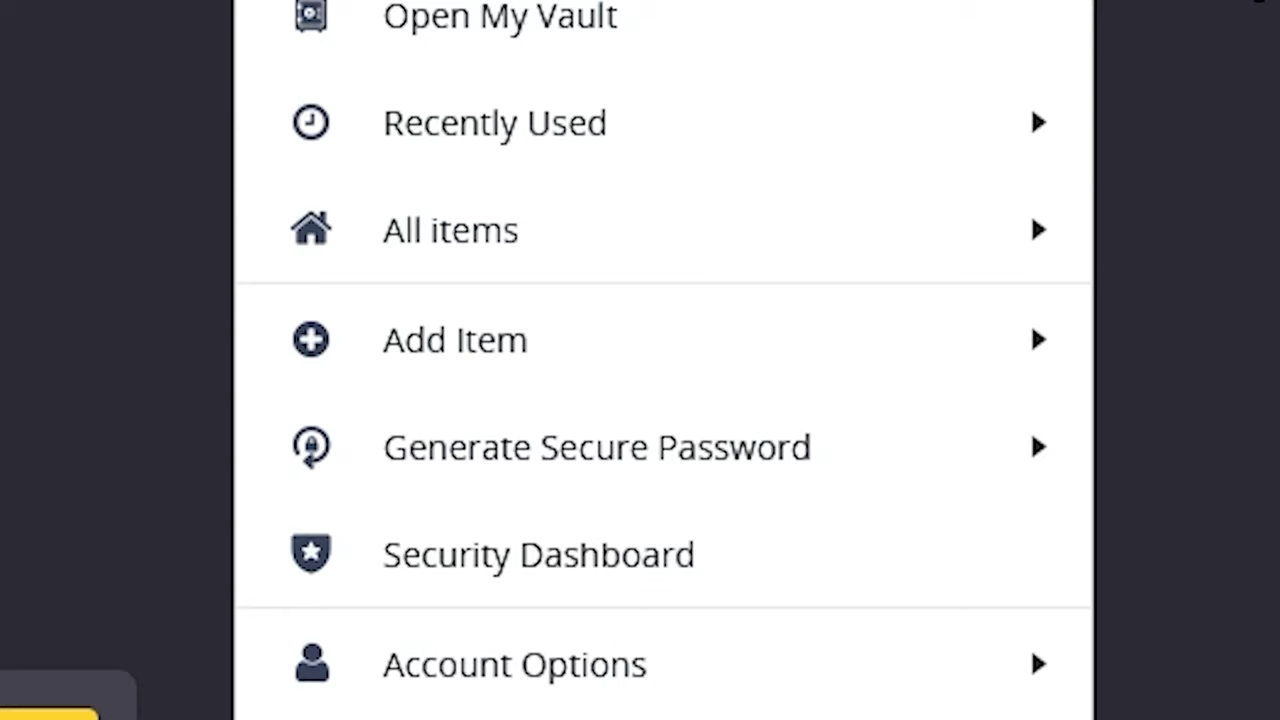 Open My Vault
Recently Used
All items
Add Item
Generate Secure Password
Security Dashboard
Account Options